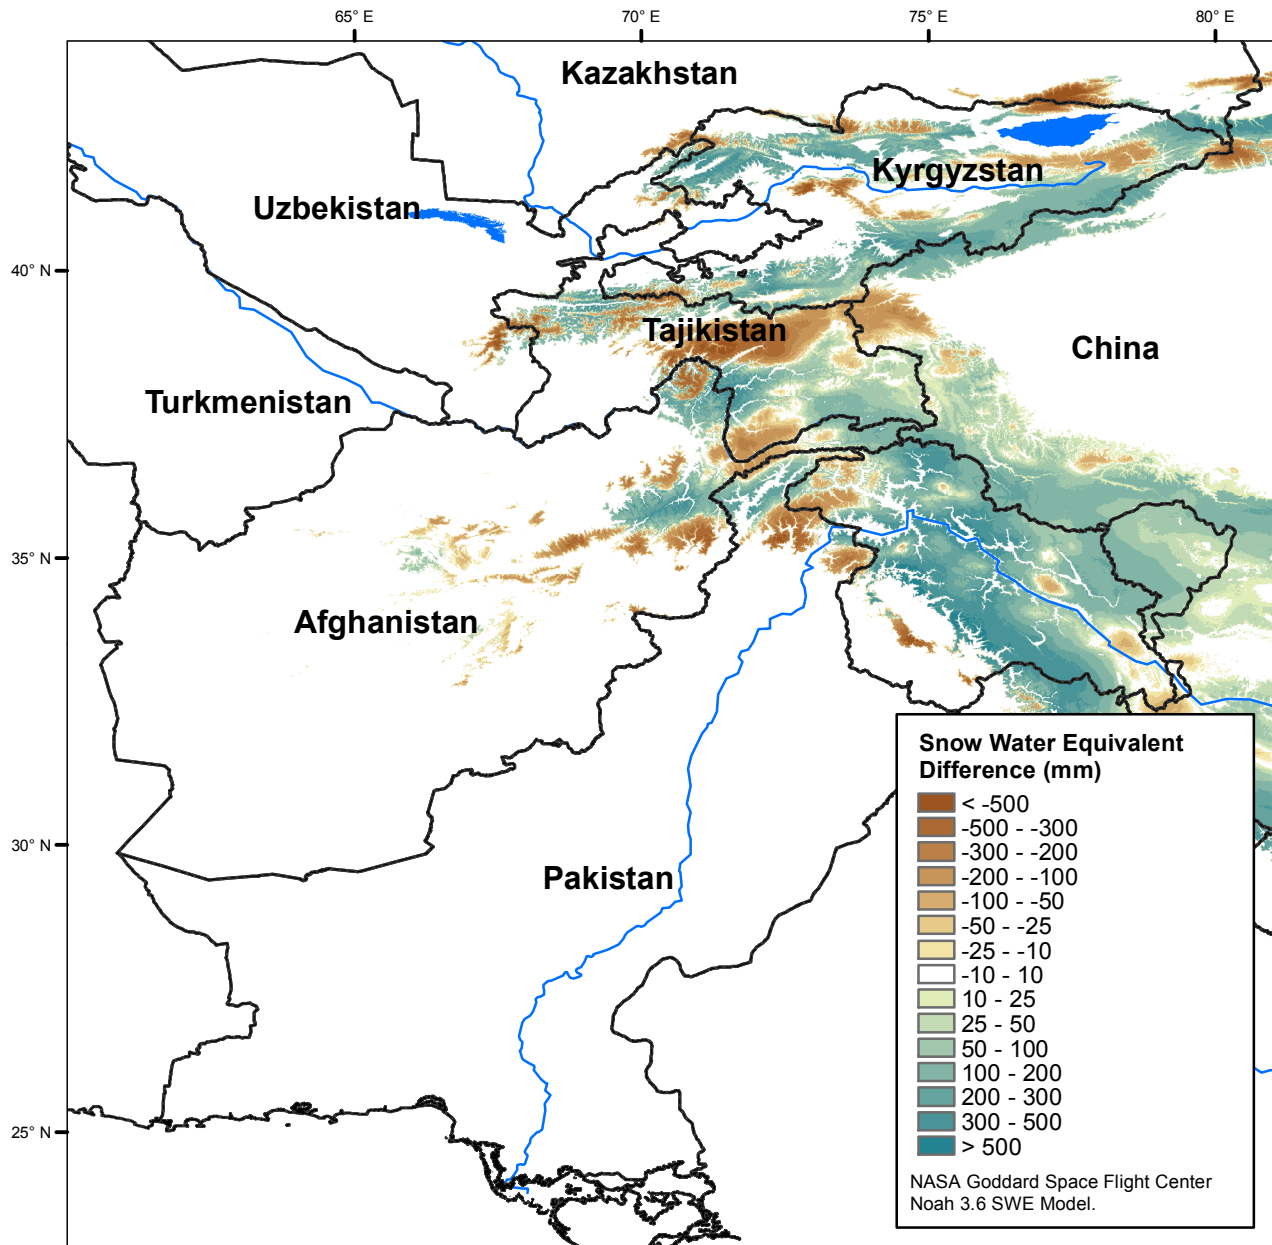 65° E
70° E
75° E
80° E
Kazakhstan
Kyrgyzstan
Uzbekistan
40° N
Tajikistan
China
Turkmenistan
35° N
Afghanistan
Snow Water Equivalent
Difference (mm)
< -500
-500 - -300
-300 - -200
-200 - -100
-100 - -50
-50 - -25
-25 - -10
-10 - 10
10 - 25
25 - 50
50 - 100
100 - 200
200 - 300
300 - 500
> 500
NASA Goddard Space Flight Center
Noah 3.6 SWE Model.
30° N
Pakistan
25° N